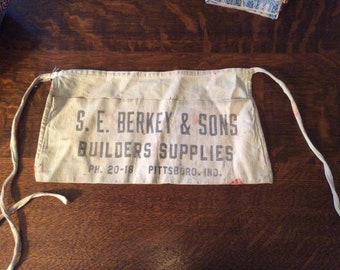 S. E. BERKEY & SONS
BUILDERS SUPPLIES
PH. 20-18 PITTSBORO. IND.